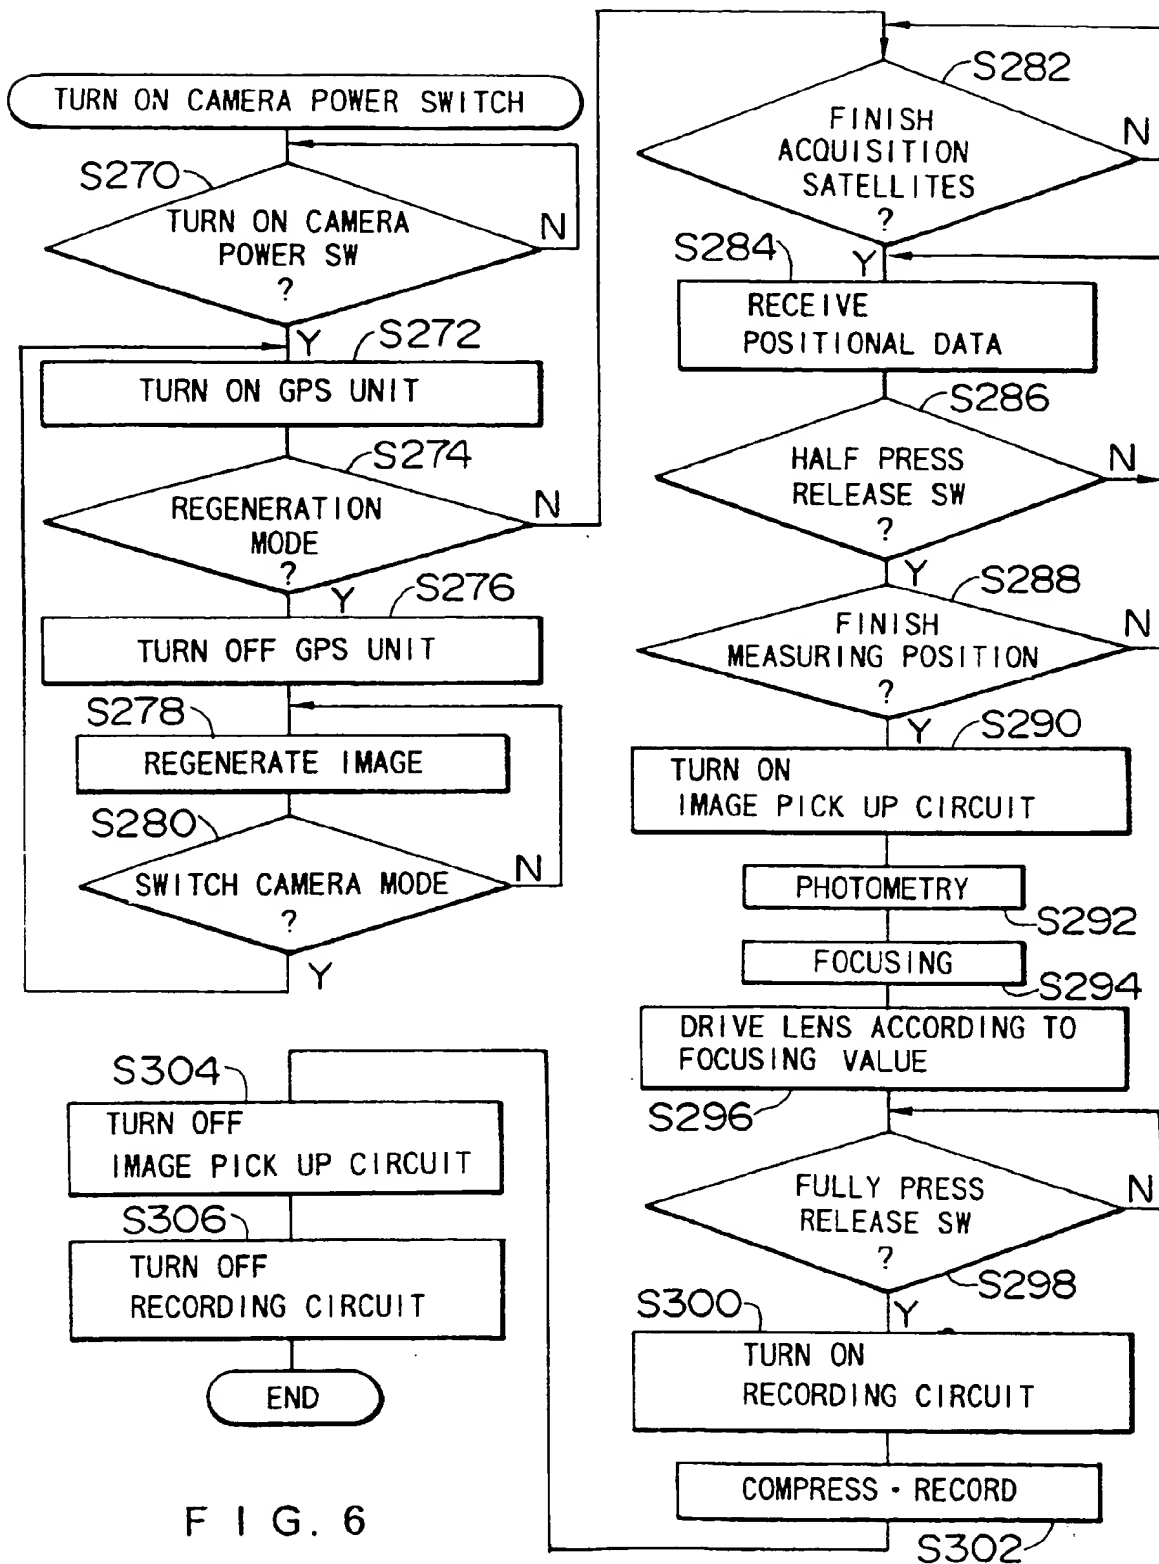 TURN ON CAMERA POWER SWITCH
S270
TURN ON CAMERA
POWER SW
?
N
Y
S272
TURN ON GPS UNIT
S274
REGENERATION
MODE
?
N
Y
S276
TURN OFF GPS UNIT
S278
REGENERATE IMAGE
S280
SWITCH CAMERA MODE
?
N
Y
S282
FINISH
ACQUISITION
SATELLITES
?
N
Y
S284
RECEIVE
POSITIONAL DATA
S286
HALF PRESS
RELEASE SW
?
N
Y
S288
FINISH
MEASURING POSITION
?
N
Y
S290
TURN ON
IMAGE PICK UP CIRCUIT
PHOTOMETRY
S292
FOCUSING
S294
DRIVE LENS ACCORDING TO
FOCUSING VALUE
S296
FULLY PRESS
RELEASE SW
?
N
S298
Y
S300
TURN ON
RECORDING CIRCUIT
COMPRESS · RECORD
S302
S304
TURN OFF
IMAGE PICK UP CIRCUIT
S306
TURN OFF
RECORDING CIRCUIT
END
FIG. 6